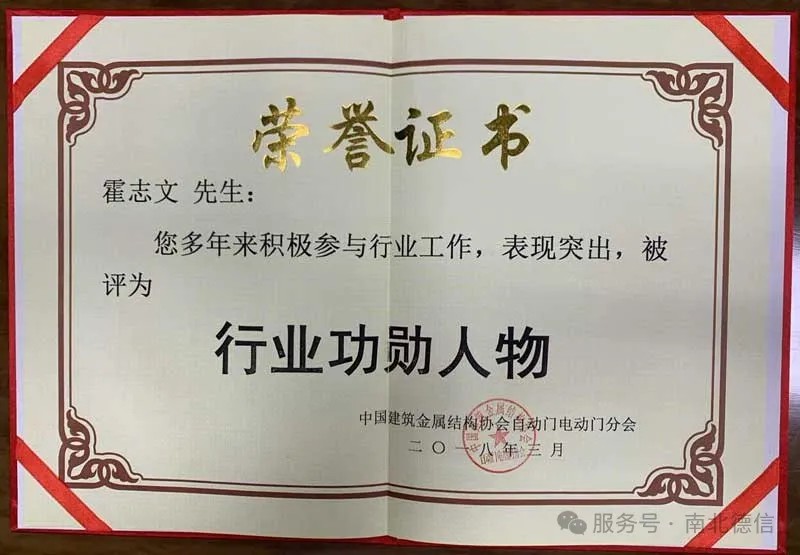 荣誉证书
霍志文 先生：
您多年来积极参与行业工作，表现突出，被
评为
行业功勋人物
中国建筑金属结构协会自动门电动门分会
二〇一八年三月
服务号·南北德信